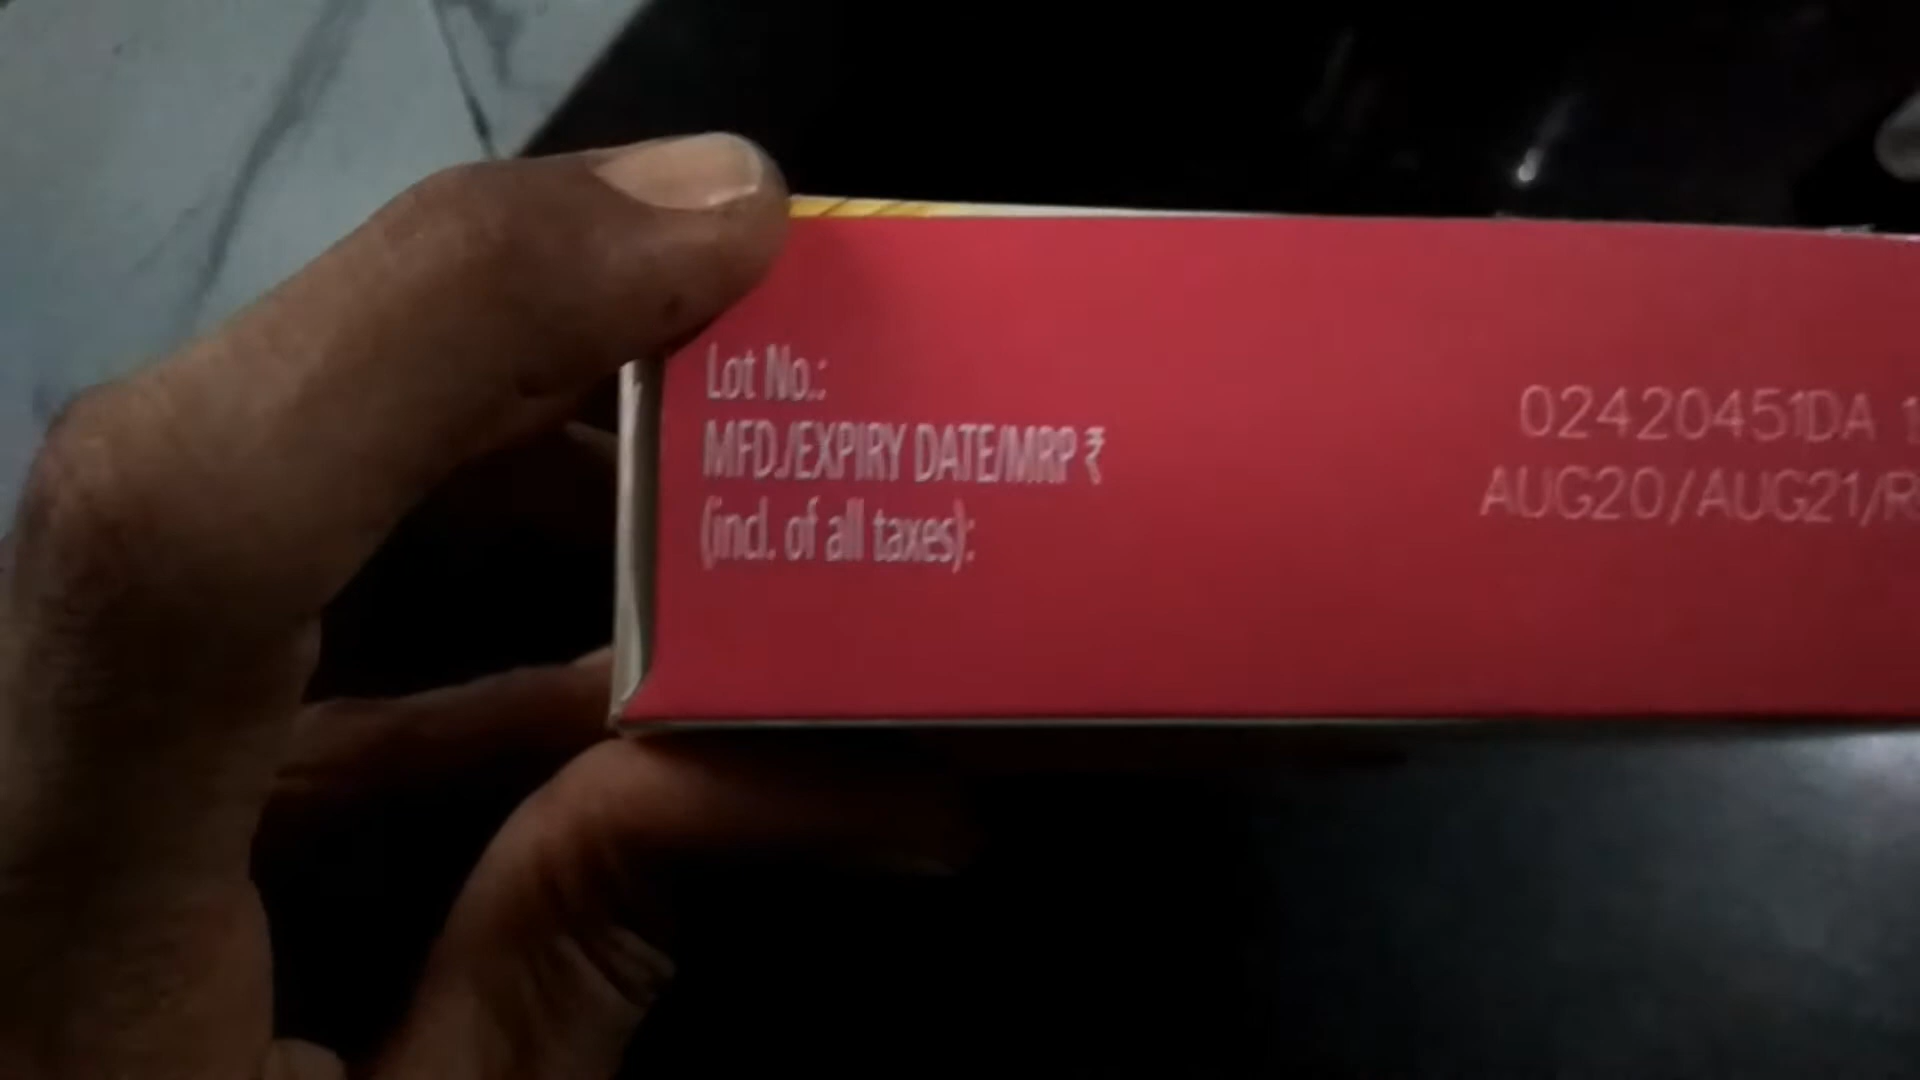 Lot No.:
MFD./EXPIRY DATE/MRP ₹
(incl. of all taxes):
02420451DA
AUG20/AUG21/